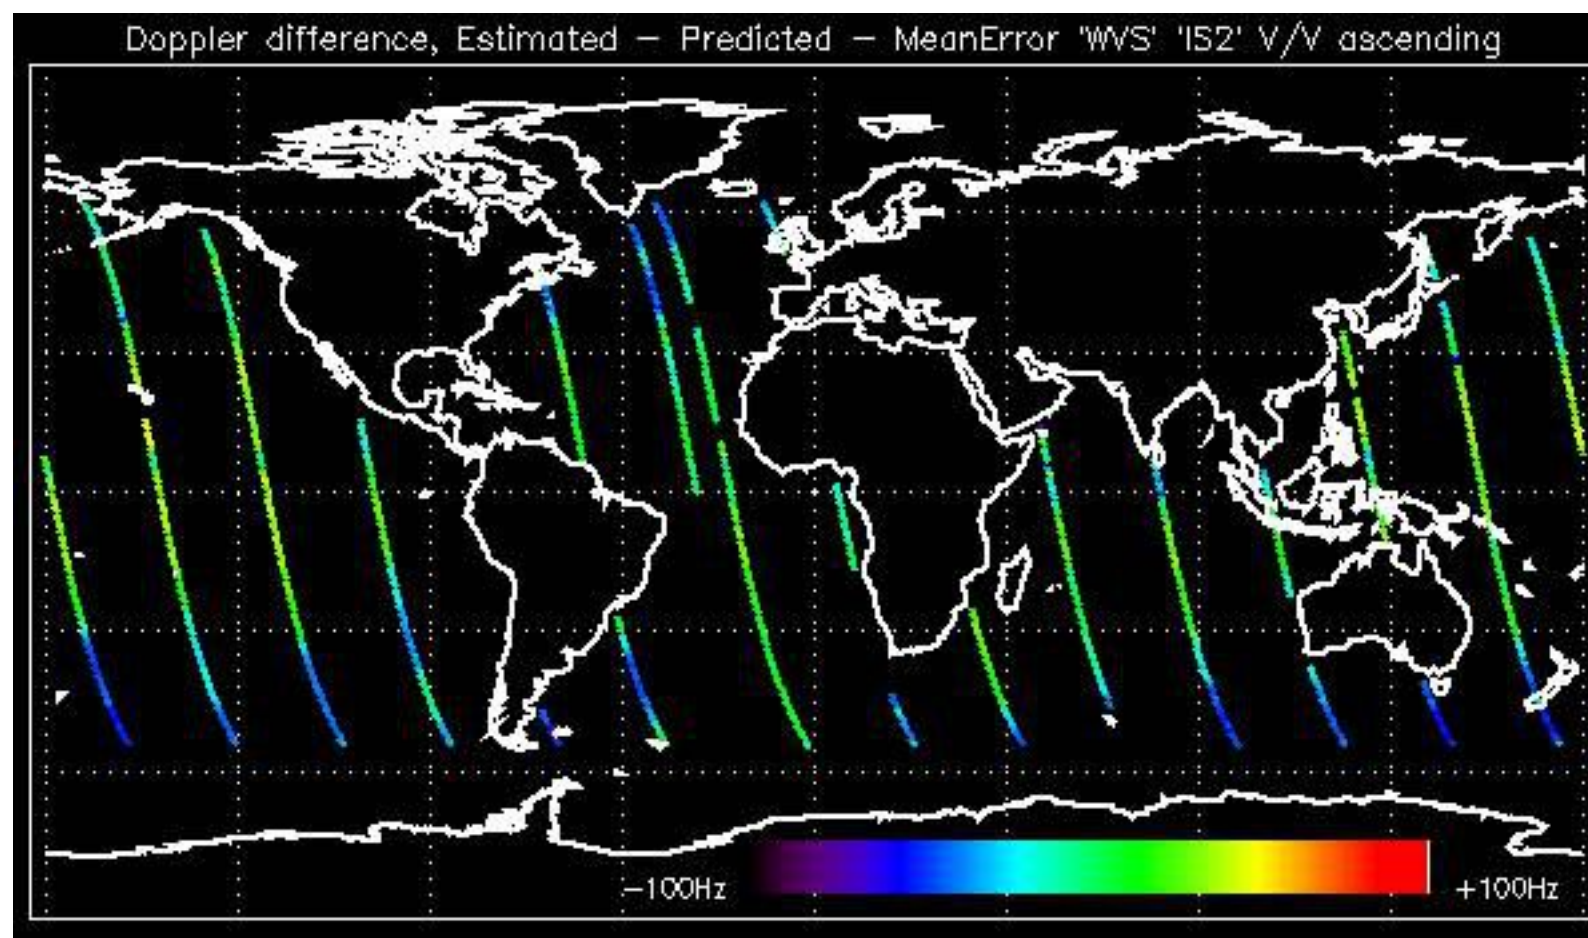 Doppler difference, Estimated - Predicted - MeanError 'WVS' 'IS2' V/V ascending
-100Hz
+100Hz